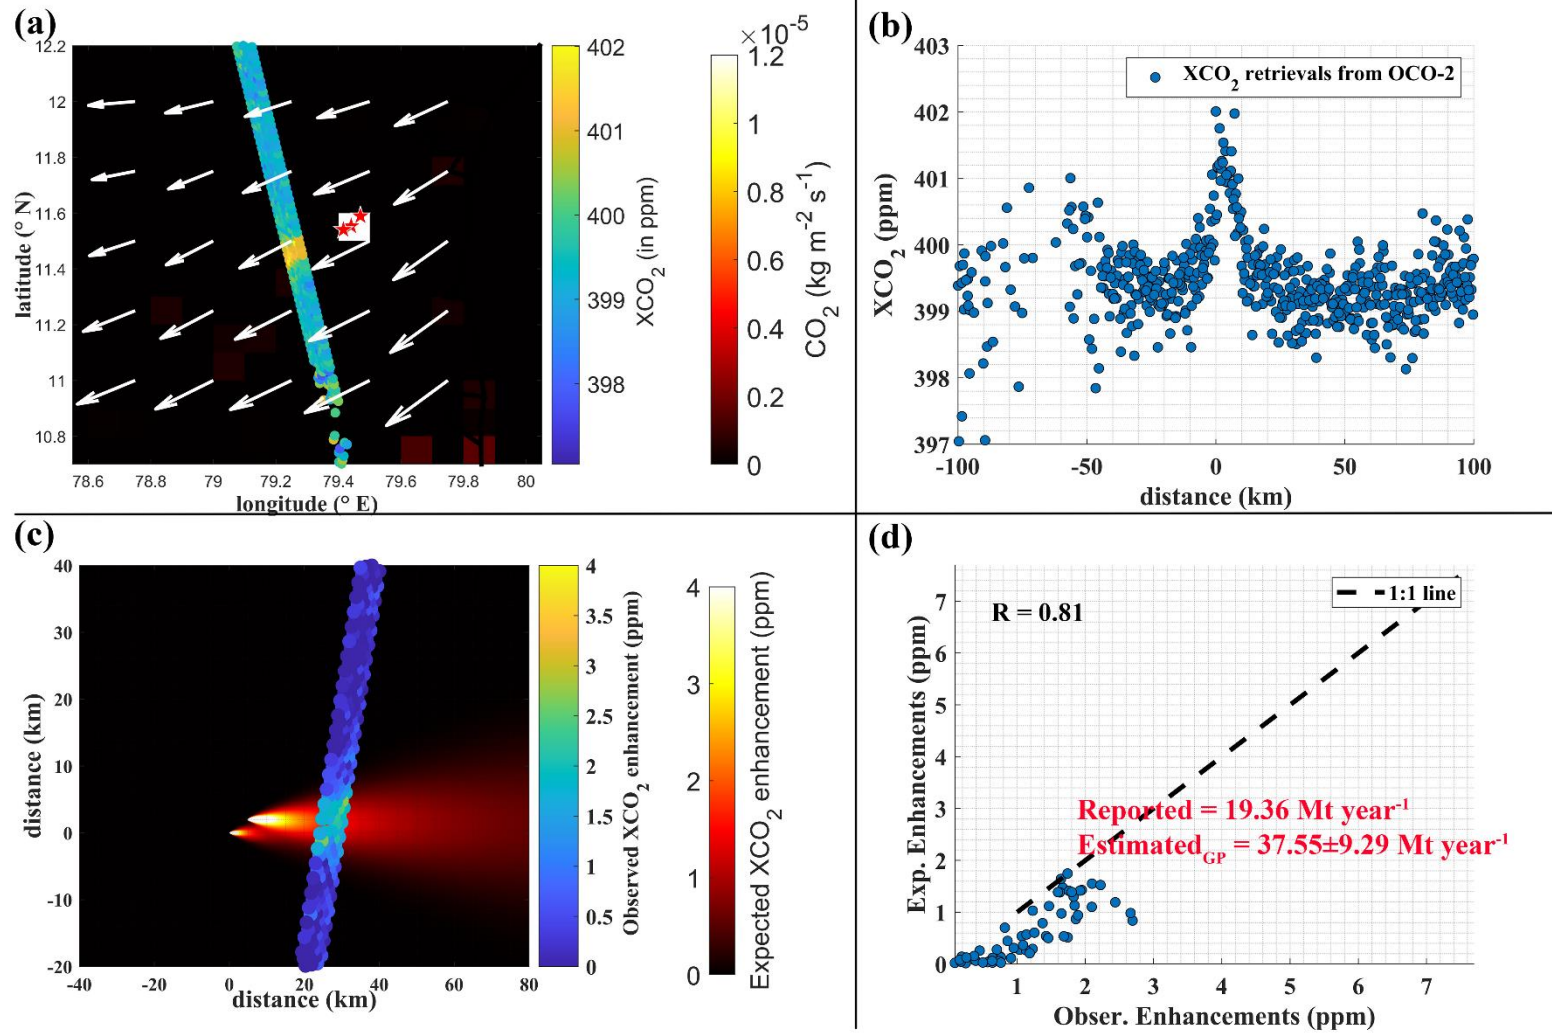 (a)
×10⁻⁵
12.2
12
11.8
11.6
11.4
11.2
11
10.8
latitude (° N)
78.6 78.8 79 79.2 79.4 79.6 79.8 80
longitude (° E)
402
401
400
399
398
XCO₂ (in ppm)
12
1
0.8
0.6
0.4
0.2
0
CO₂ (kg m⁻² s⁻¹)
(b)
XCO₂ retrievals from OCO-2
403
402
401
400
399
398
397
XCO₂ (ppm)
-100 -50 0 50 100
distance (km)
(c)
40
30
20
10
0
-10
-20
distance (km)
-40 -20 0 20 40 60 80
distance (km)
4
3.5
3
2.5
2
1.5
1
0.5
0
Observed XCO₂ enhancement (ppm)
4
3
2
1
0
Expected XCO₂ enhancement (ppm)
(d)
1:1 line
R = 0.81
Reported = 19.36 Mt year⁻¹
Estimated_GP = 37.55±9.29 Mt year⁻¹
7
6
5
4
3
2
1
0
Exp. Enhancements (ppm)
1 2 3 4 5 6 7
Obser. Enhancements (ppm)